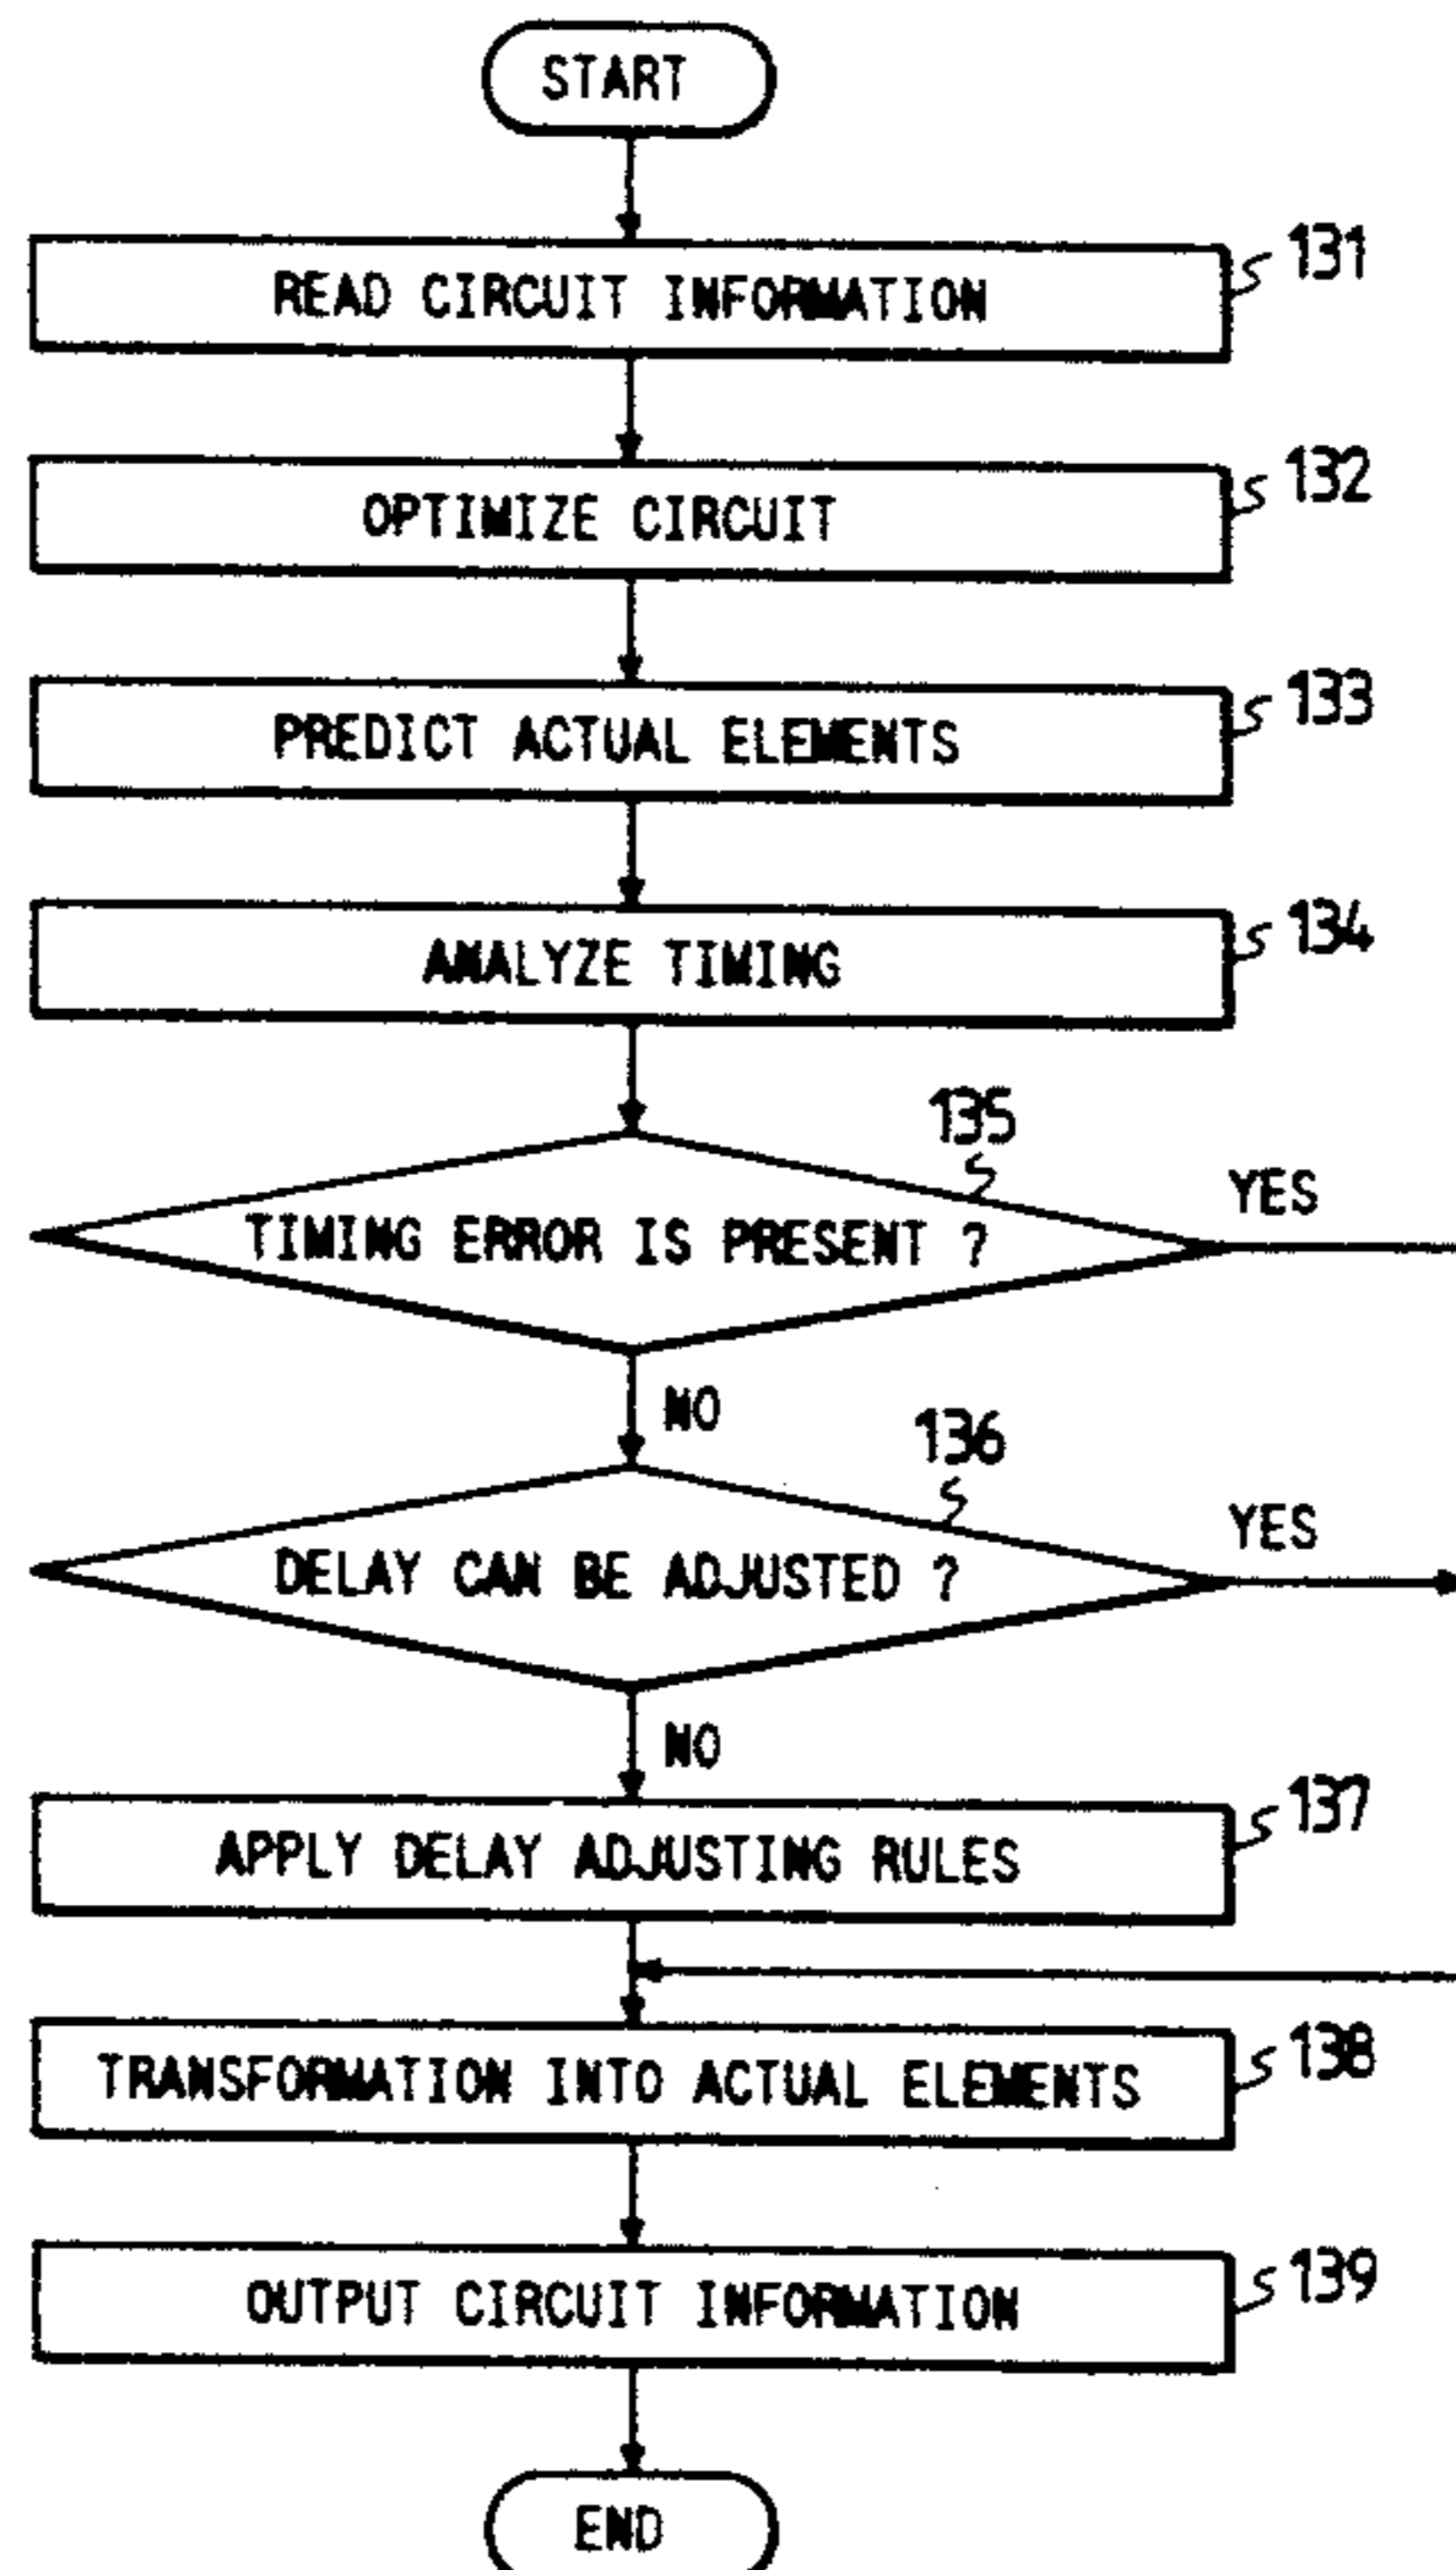 START
READ CIRCUIT INFORMATION
131
OPTIMIZE CIRCUIT
132
PREDICT ACTUAL ELEMENTS
133
ANALYZE TIMING
134
135
TIMING ERROR IS PRESENT ?
YES
NO
136
DELAY CAN BE ADJUSTED ?
YES
NO
APPLY DELAY ADJUSTING RULES
137
TRANSFORMATION INTO ACTUAL ELEMENTS
138
OUTPUT CIRCUIT INFORMATION
139
END